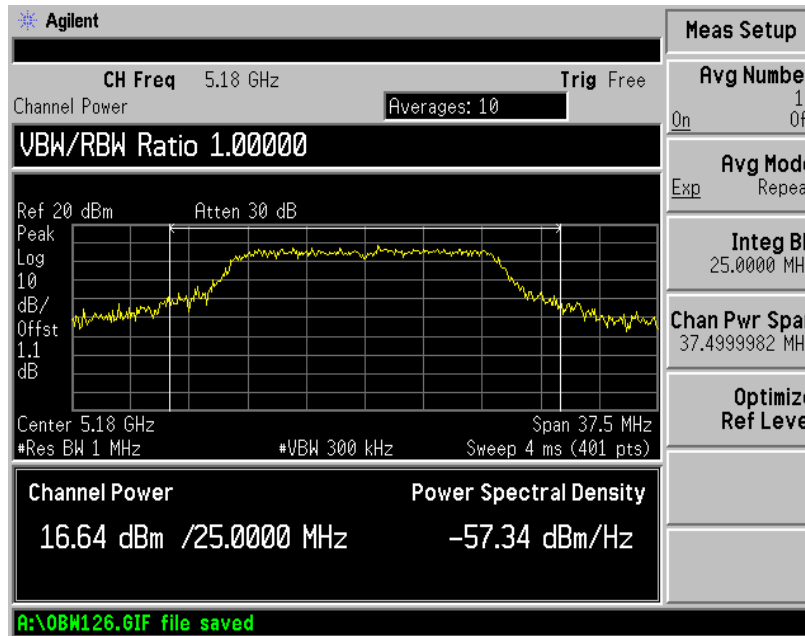 Agilent
Meas Setup
CH Freq 5.18 GHz Trig Free
Channel Power Averages: 10
VBW/RBW Ratio 1.00000
Ref 20 dBm Atten 30 dB
Peak
Log
10
dB/
Offst
1.1
dB
Center 5.18 GHz Span 37.5 MHz
#Res BW 1 MHz #VBW 300 kHz Sweep 4 ms (401 pts)
Channel Power Power Spectral Density
16.64 dBm /25.0000 MHz -57.34 dBm/Hz
A:\OBW126.GIF file saved
Avg Numbe
1
On Of
Avg Mod
Exp Repea
Integ B
25.0000 MH
Chan Pwr Spa
37.4999982 MH
Optimiz
Ref Leve